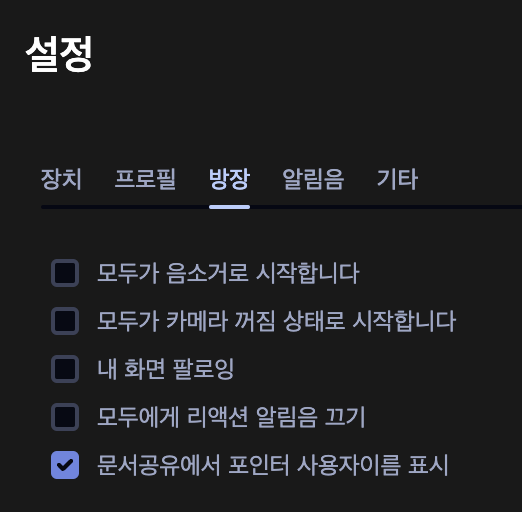 설정
장치 프로필 방장 알림음 기타
모두가 음소거로 시작합니다
모두가 카메라 꺼짐 상태로 시작합니다
내 화면 팔로잉
모두에게 리액션 알림음 끄기
문서공유에서 포인터 사용자이름 표시